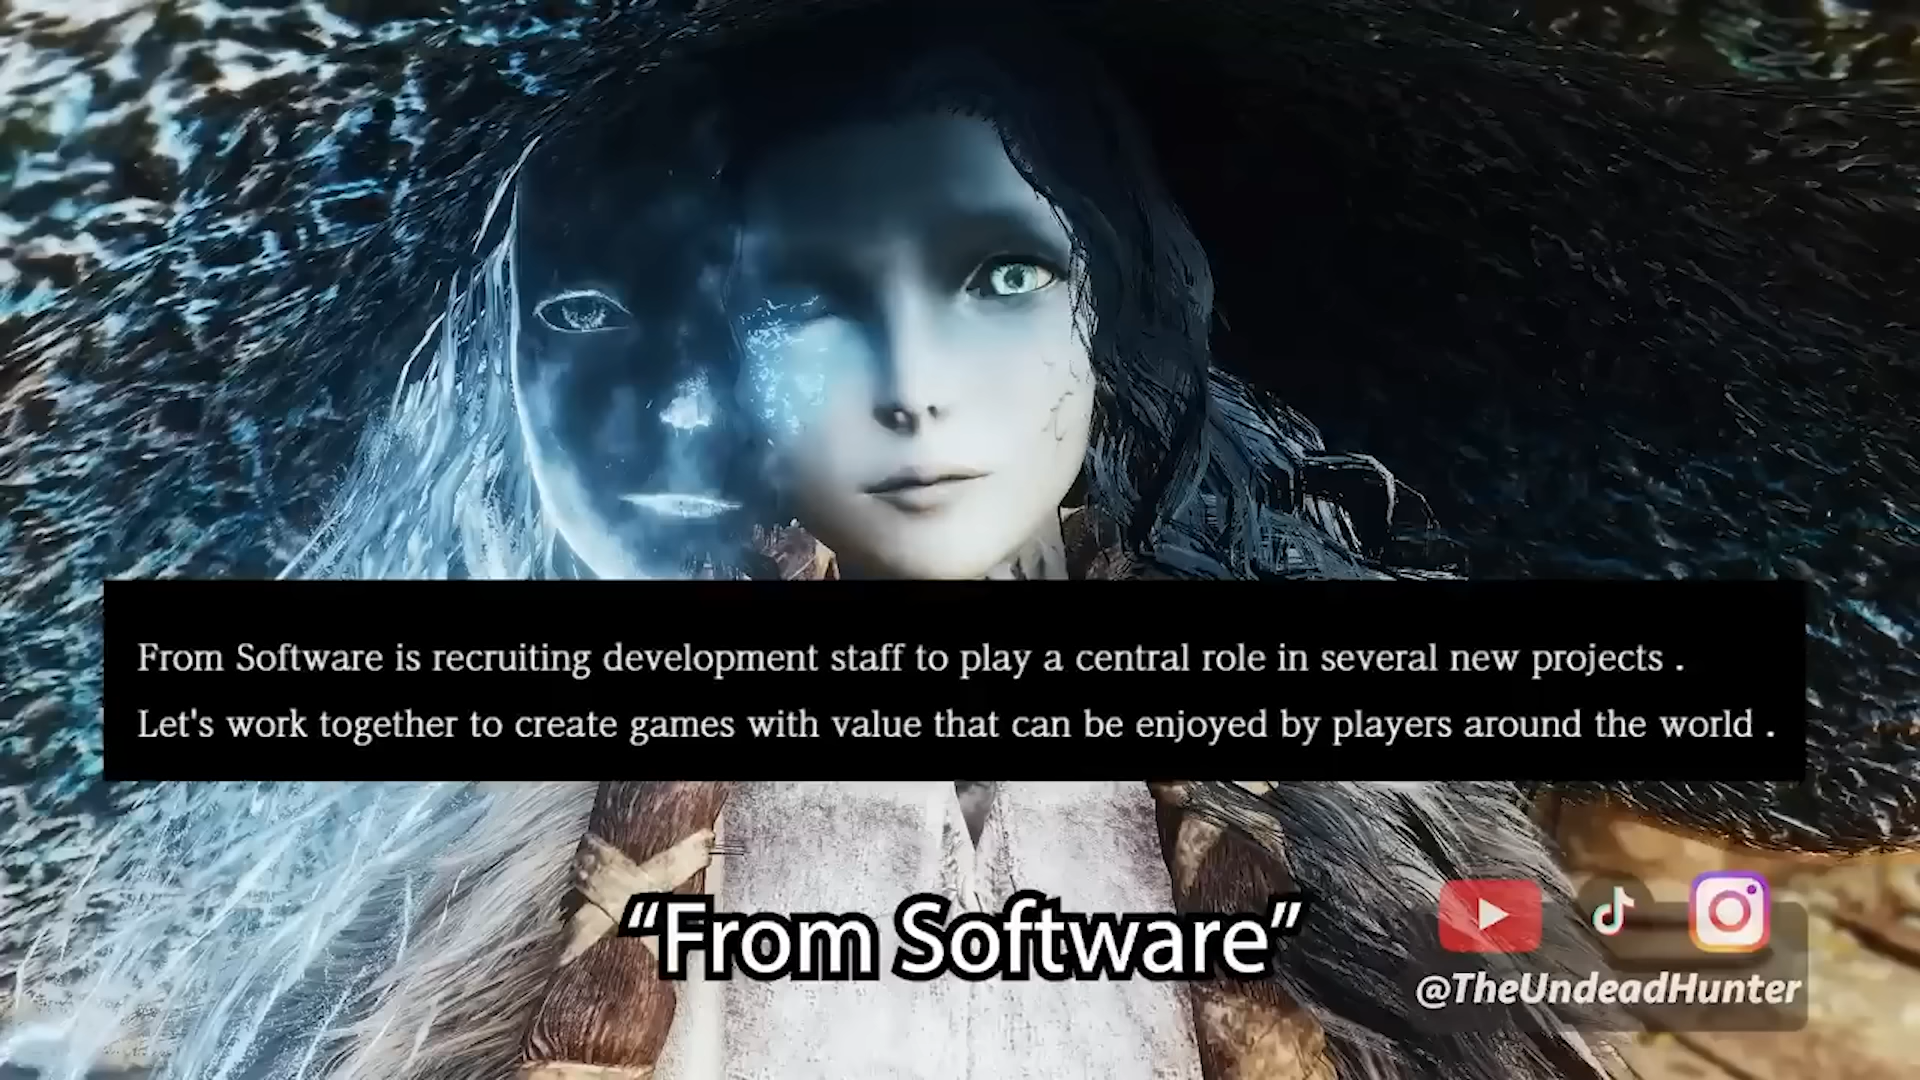 From Software is recruiting development staff to play a central role in several new projects .
Let's work together to create games with value that can be enjoyed by players around the world .
“From Software”
@TheUndeadHunter